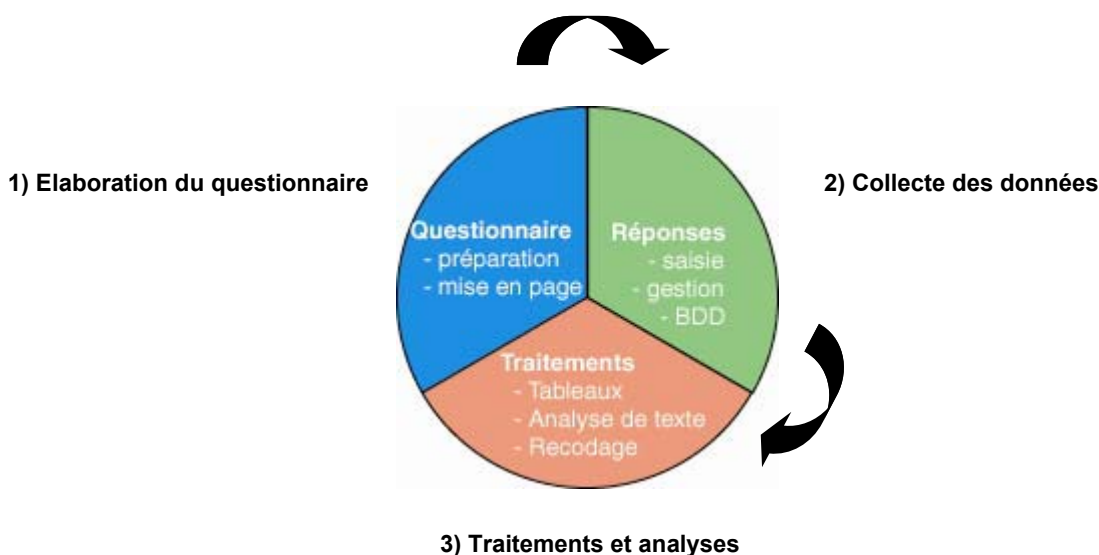 1) Elaboration du questionnaire
2) Collecte des données
Questionnaire
- préparation
- mise en page
Réponses
- saisie
- gestion
- BDD
Traitements
- Tableaux
- Analyse de texte
- Recodage
3) Traitements et analyses